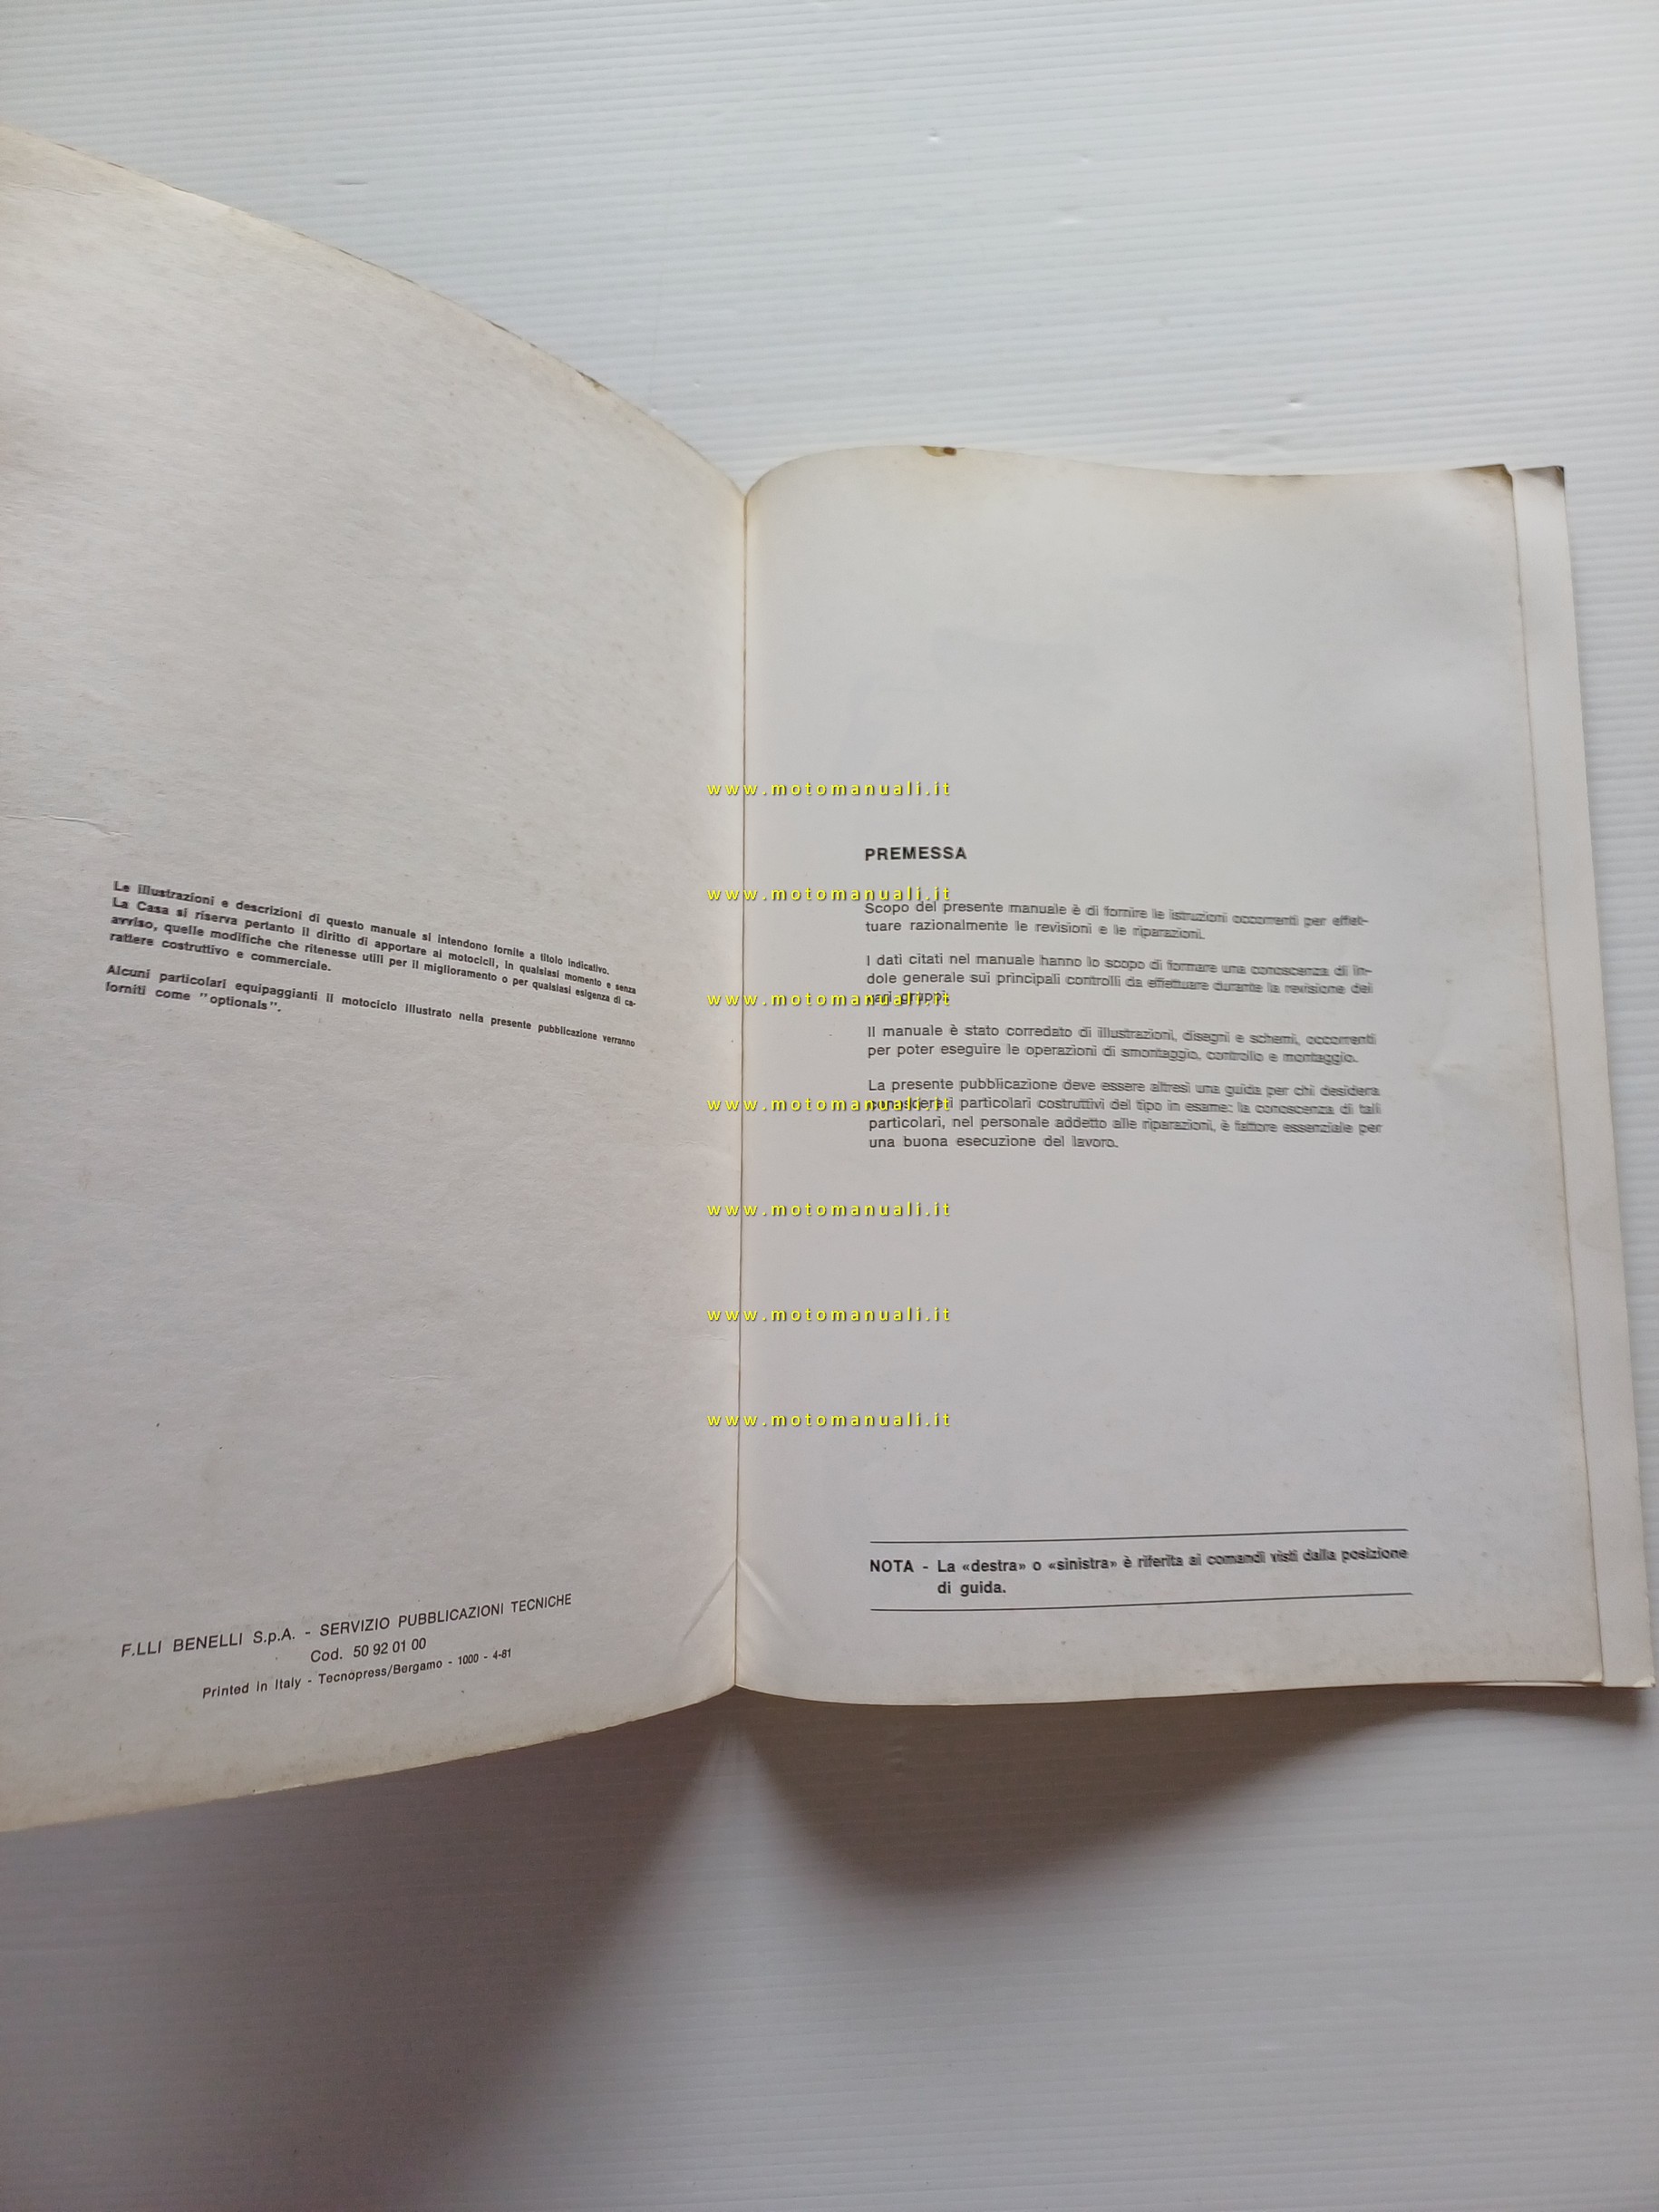 Le illustrazioni e descrizioni di questo manuale si intendono fornite a titolo indicativo.
La Casa si riserva pertanto il diritto di apportare ai motocicli, in qualsiasi momento e senza
avviso, quelle modifiche che ritenesse utili per il miglioramento o per qualsiasi esigenza di ca-
rattere costruttivo e commerciale.
Alcuni particolari equipaggianti il motociclo illustrato nella presente pubblicazione verranno
forniti come "optionals".
F.LLI BENELLI S.p.A. - SERVIZIO PUBBLICAZIONI TECNICHE
Cod. 50 92 01 00
Printed in Italy - Tecnopress/Bergamo - 1000 - 4-81
www.motomanuali.it
PREMESSA
www.motomanuali.it
Scopo del presente manuale è di fornire le istruzioni occorrenti per effet-
tuare razionalmente le revisioni e le riparazioni.
I dati citati nel manuale hanno lo scopo di formare una conoscenza di in-
dole generale sui principali controlli da effettuare durante la revisione dei
vari gruppi.
www.motomanuali.it
Il manuale è stato corredato di illustrazioni, disegni e schemi, occorrenti
per poter eseguire le operazioni di smontaggio, controllo e montaggio.
La presente pubblicazione deve essere altresì una guida per chi desidera
conoscere i particolari costruttivi del tipo in esame: la conoscenza di tali
www.motomanuali.it
particolari, nel personale addetto alle riparazioni, è fattore essenziale per
una buona esecuzione del lavoro.
www.motomanuali.it
www.motomanuali.it
www.motomanuali.it
NOTA - La «destra» o «sinistra» è riferita ai comandi visti dalla posizione
di guida.